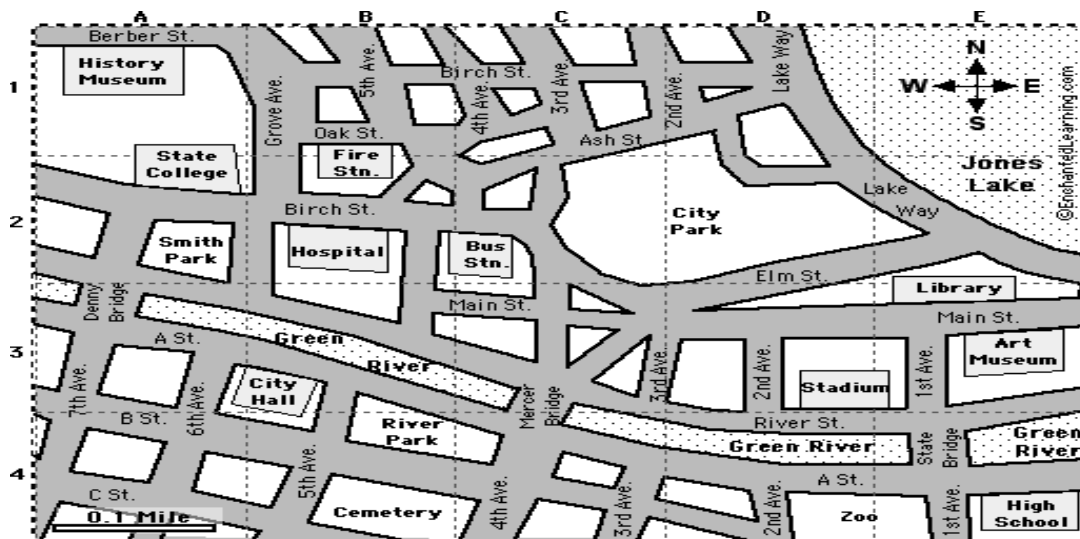 A B C D E
Berber St.
History
Museum
Birch St.
5th Ave.
Lake Way
N
W E
S
1
Grove Ave.
4th Ave.
3rd Ave.
2nd Ave.
Oak St.
Ash St.
State
College
Fire
Stn.
Jones
Lake
©EnchantedLearning.com
Lake
Way
2
Birch St.
City
Park
Smith
Park
Hospital
Bus
Stn.
Elm St.
Library
Denny
Bridge
Main St.
Main St.
3
A St.
Green
River
Art
Museum
7th Ave.
6th Ave.
City
Hall
3rd Ave.
2nd Ave.
Stadium
1st Ave.
Mercer
Bridge
B St.
River
Park
River St.
Green River
State
Bridge
Green
River
4
5th Ave.
A St.
C St.
0.1 Mile
Cemetery
4th Ave.
3rd Ave.
2nd Ave.
Zoo
1st Ave.
High
School